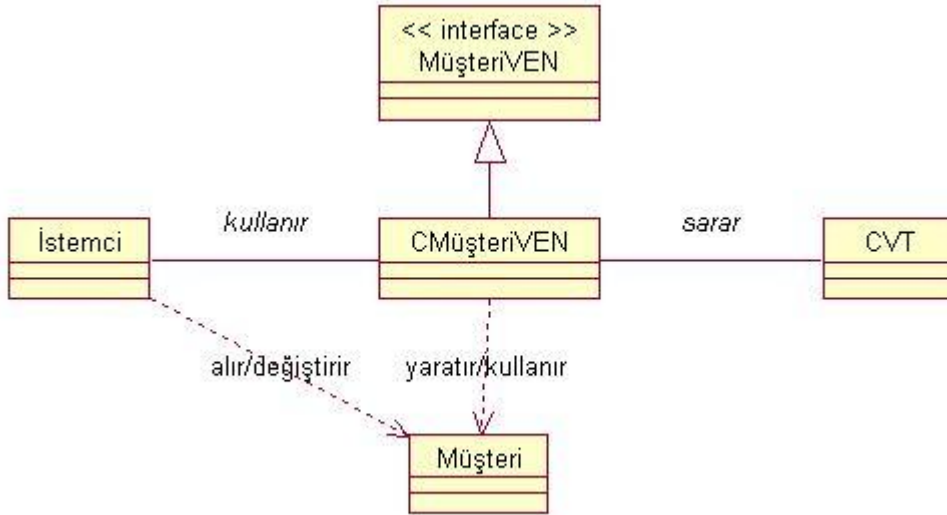 << interface >>
MüşteriVEN
kullanır
sarar
İstemci
CMüşteriVEN
CVT
alır/değiştirir
yaratır/kullanır
Müşteri